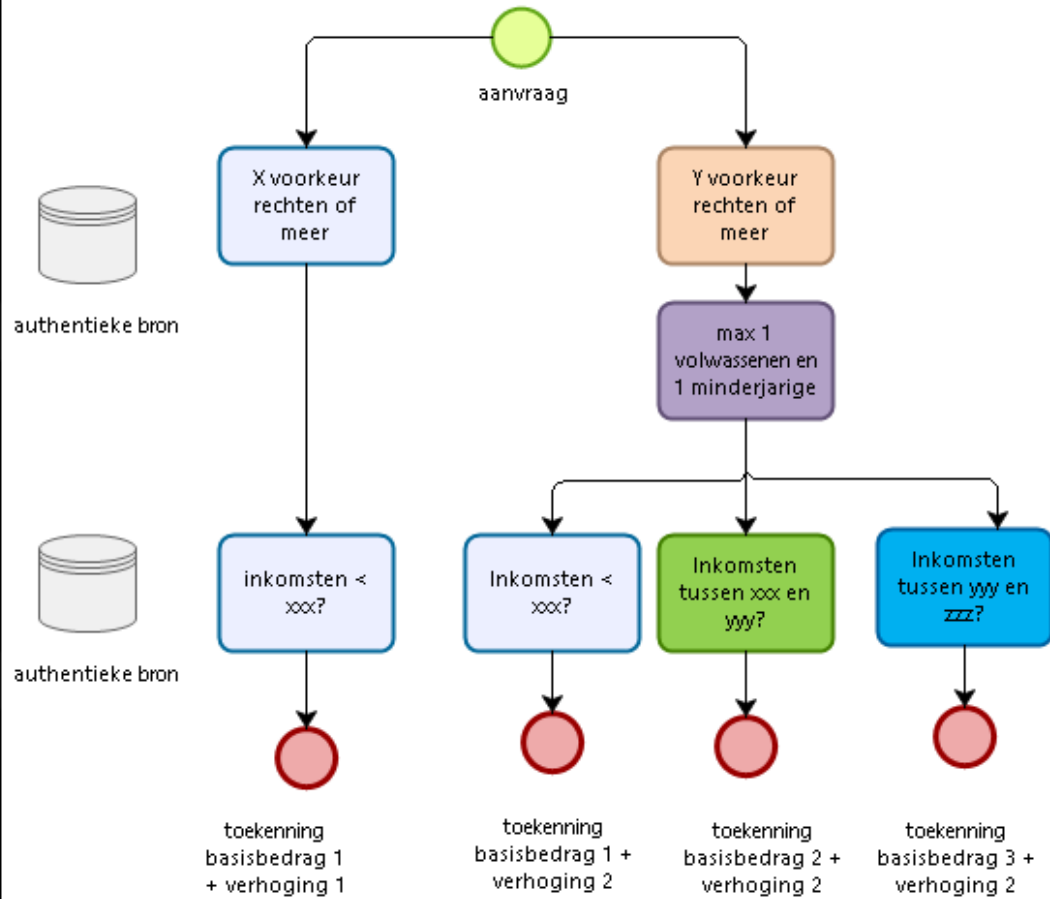 aanvraag
X voorkeur
rechten of
meer
Y voorkeur
rechten of
meer
authentieke bron
max 1
volwassenen en
1 minderjarige
inkomsten <
xxx?
Inkomsten <
xxx?
Inkomsten
tussen xxx en
yyy?
Inkomsten
tussen yyy en
zzz?
authentieke bron
toekenning
basisbedrag 1
+ verhoging 1
toekenning
basisbedrag 1 +
verhoging 2
toekenning
basisbedrag 2 +
verhoging 2
toekenning
basisbedrag 3 +
verhoging 2